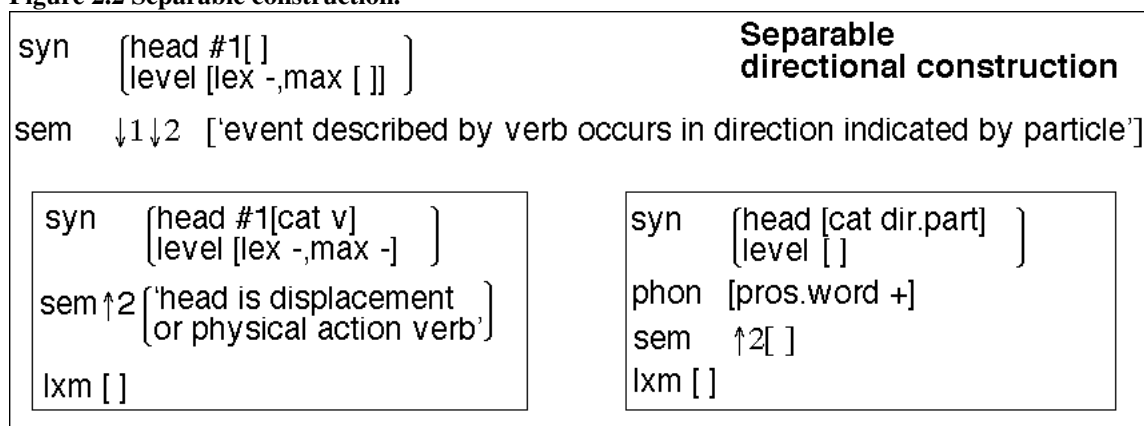 Figure 2.2 Separable construction.
syn head #1[ ]
level [lex -,max [ ]]
Separable
directional construction
sem ↓1↓2 [‘event described by verb occurs in direction indicated by particle’]
syn head #1[cat v]
level [lex -,max -]
sem ↑2 ‘head is displacement
or physical action verb’
lxm [ ]
syn head [cat dir.part]
level [ ]
phon [pros.word +]
sem ↑2[ ]
lxm [ ]